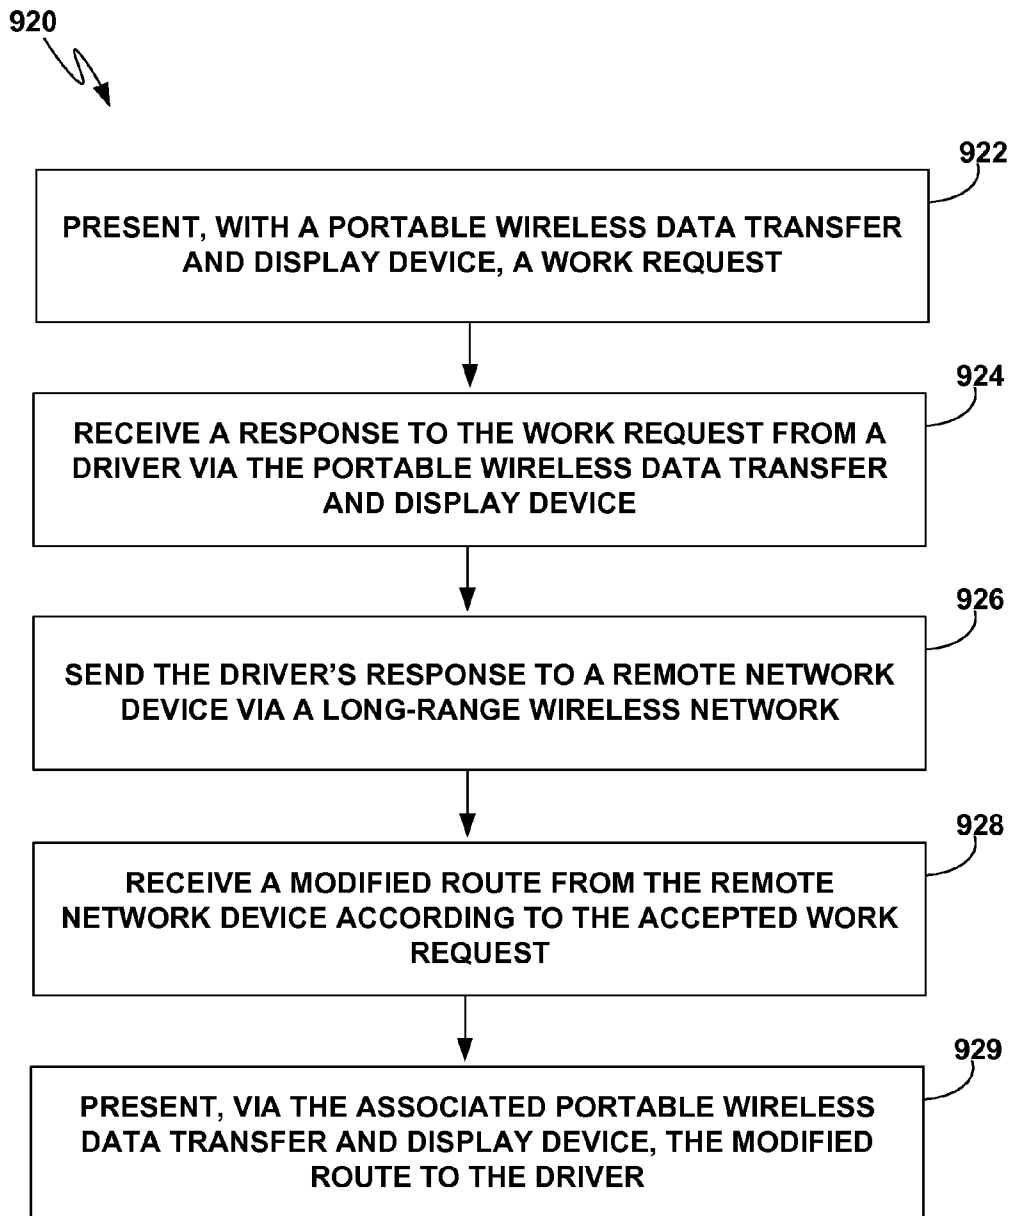 920
922
PRESENT, WITH A PORTABLE WIRELESS DATA TRANSFER
AND DISPLAY DEVICE, A WORK REQUEST
924
RECEIVE A RESPONSE TO THE WORK REQUEST FROM A
DRIVER VIA THE PORTABLE WIRELESS DATA TRANSFER
AND DISPLAY DEVICE
926
SEND THE DRIVER'S RESPONSE TO A REMOTE NETWORK
DEVICE VIA A LONG-RANGE WIRELESS NETWORK
928
RECEIVE A MODIFIED ROUTE FROM THE REMOTE
NETWORK DEVICE ACCORDING TO THE ACCEPTED WORK
REQUEST
929
PRESENT, VIA THE ASSOCIATED PORTABLE WIRELESS
DATA TRANSFER AND DISPLAY DEVICE, THE MODIFIED
ROUTE TO THE DRIVER